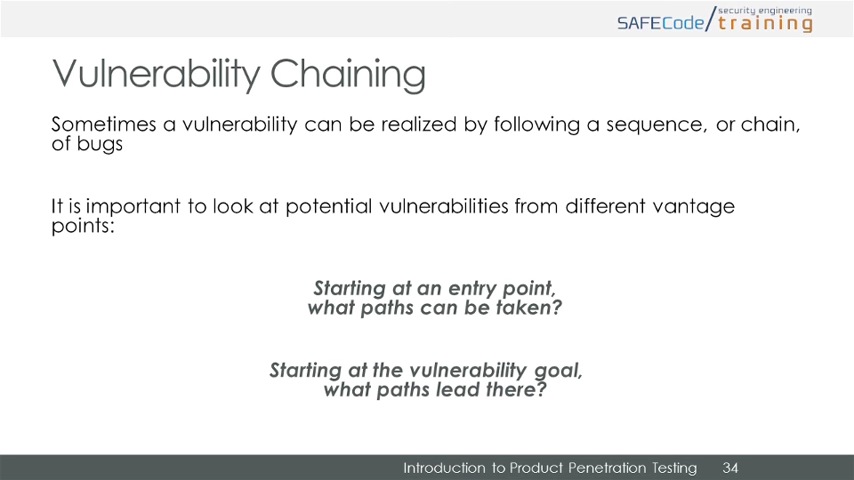 security engineering
SAFECode/training
Vulnerability Chaining
Sometimes a vulnerability can be realized by following a sequence, or chain,
of bugs
It is important to look at potential vulnerabilities from different vantage
points:
Starting at an entry point,
what paths can be taken?
Starting at the vulnerability goal,
what paths lead there?
Introduction to Product Penetration Testing 34